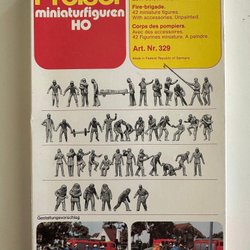 Preiser
miniaturfiguren
HO
Fire-brigade.
42 miniature figures.
With accessories. Unpainted.
Corps des pompiers.
Avec des accessoires.
42 Figurines miniature. A peindre.
Art. Nr. 329
Made in Federal Republic of Germany
Gestaltungsvorschlag